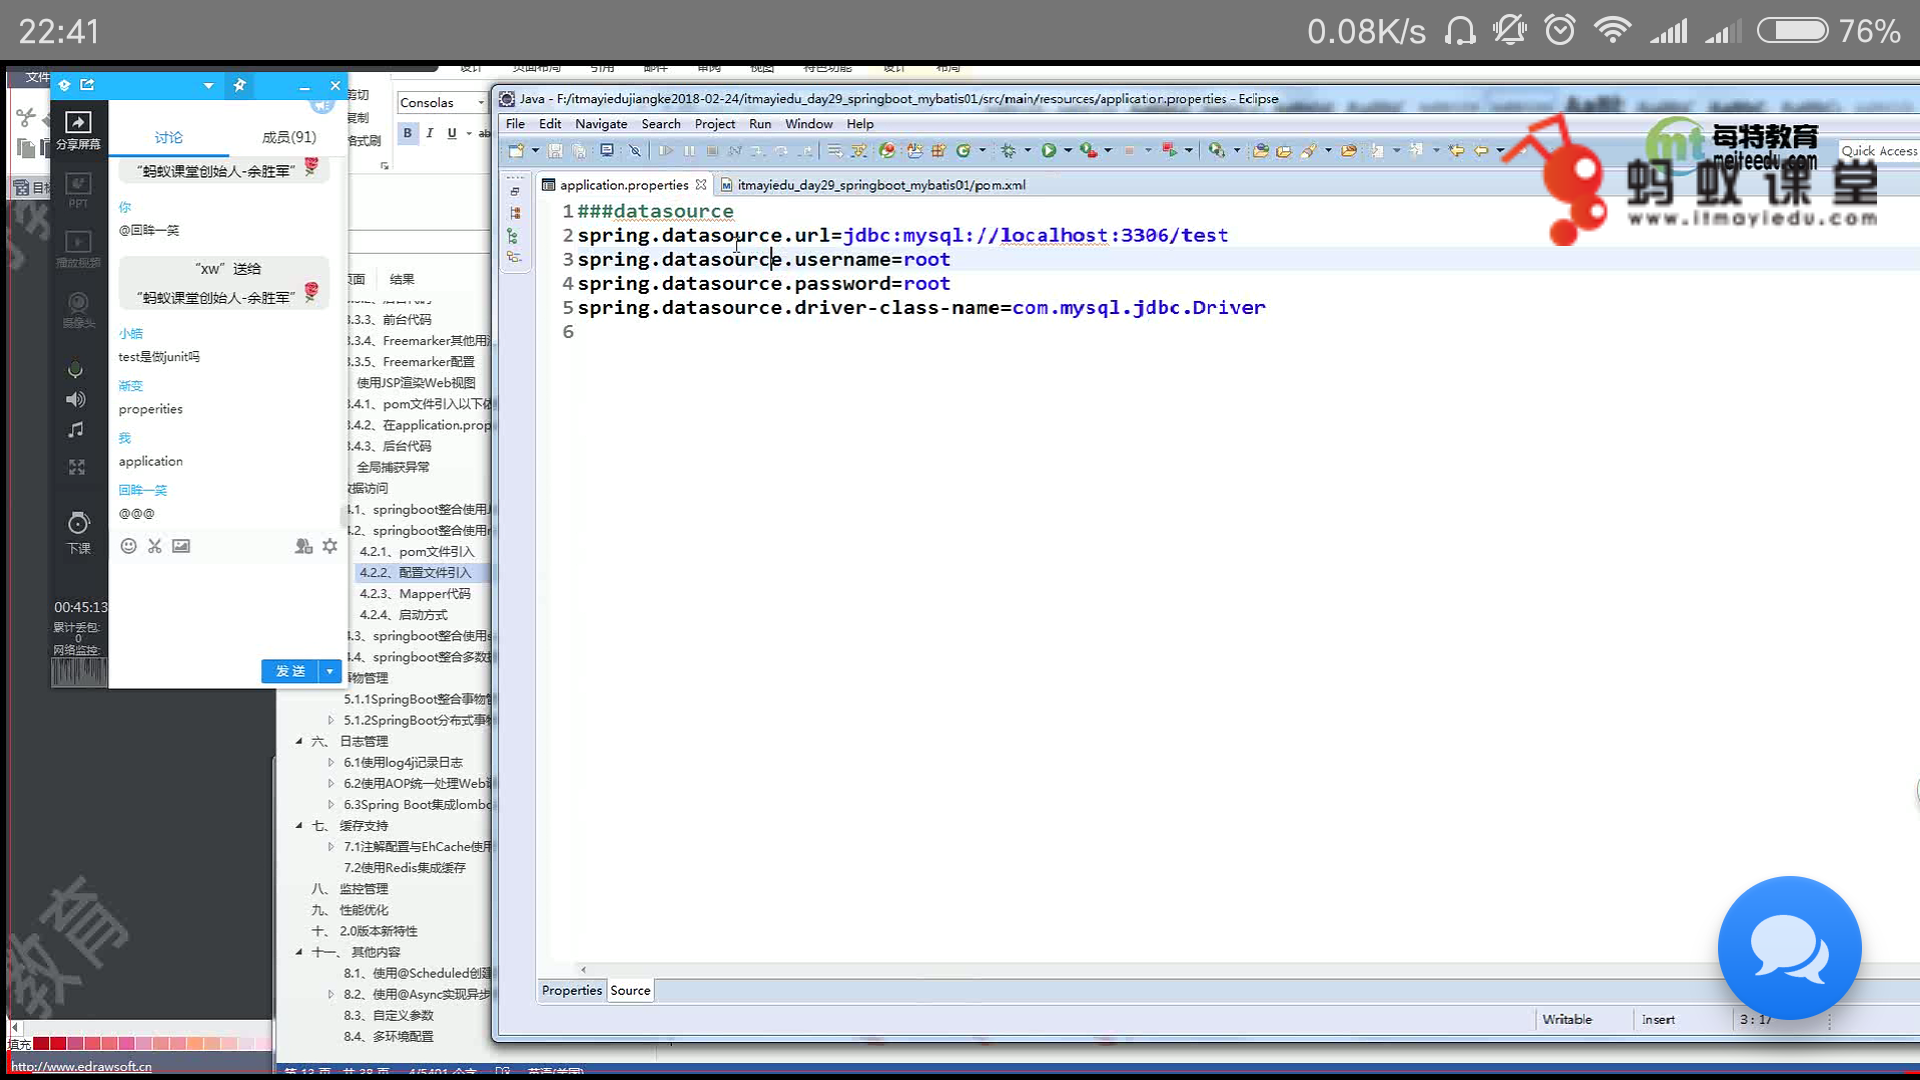 22:41
0.08K/s
76%
文件
Consolas
剪切
复制
格式刷
B I U
讨论
成员(91)
分享屏幕
PPT
播放视频
摄像头
下课
00:45:13
累计丢包:
0
网络监控:
“蚂蚁课堂创始人-余胜军”
你
@回眸一笑
“xw” 送给
“蚂蚁课堂创始人-余胜军”
小皓
test是做junit吗
渐变
properities
我
application
回眸一笑
@@@
发 送
页面
结果
3.3.3、前台代码
3.3.4、Freemarker其他用
3.3.5、Freemarker配置
使用JSP渲染Web视图
3.4.1、pom文件引入以下依
3.4.2、在application.prop
3.4.3、后台代码
全局捕获异常
数据访问
4.1、springboot整合使用J
4.2、springboot整合使用m
4.2.1、pom文件引入
4.2.2、配置文件引入
4.2.3、Mapper代码
4.2.4、启动方式
4.3、springboot整合使用s
4.4、springboot整合多数据
事物管理
5.1.1SpringBoot整合事物管
5.1.2SpringBoot分布式事物
六、 日志管理
6.1使用log4j记录日志
6.2使用AOP统一处理Web
6.3Spring Boot集成lombo
七、 缓存支持
7.1注解配置与EhCache使用
7.2使用Redis集成缓存
八、 监控管理
九、 性能优化
十、 2.0版本新特性
十一、 其他内容
8.1、使用@Scheduled创建
8.2、使用@Async实现异步
8.3、自定义参数
8.4、多环境配置
Java - F:/itmayiedujiangke2018-02-24/itmayiedu_day29_springboot_mybatis01/src/main/resources/application.properties - Eclipse
File Edit Navigate Search Project Run Window Help
Quick Access
每特教育
meiteedu.com
蚂蚁课堂
www.itmayiedu.com
application.properties
itmayiedu_day29_springboot_mybatis01/pom.xml
1 ###datasource
2 spring.datasource.url=jdbc:mysql://localhost:3306/test
3 spring.datasource.username=root
4 spring.datasource.password=root
5 spring.datasource.driver-class-name=com.mysql.jdbc.Driver
6
Properties Source
Writable
Insert
3 : 17
教育
填充
http://www.edrawsoft.cn